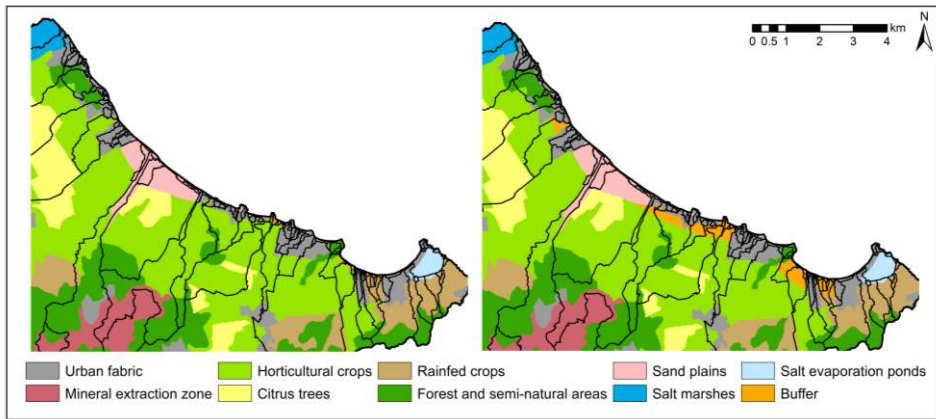 N
km
0 0.5 1 2 3 4
Urban fabric Horticultural crops Rainfed crops Sand plains Salt evaporation ponds
Mineral extraction zone Citrus trees Forest and semi-natural areas Salt marshes Buffer